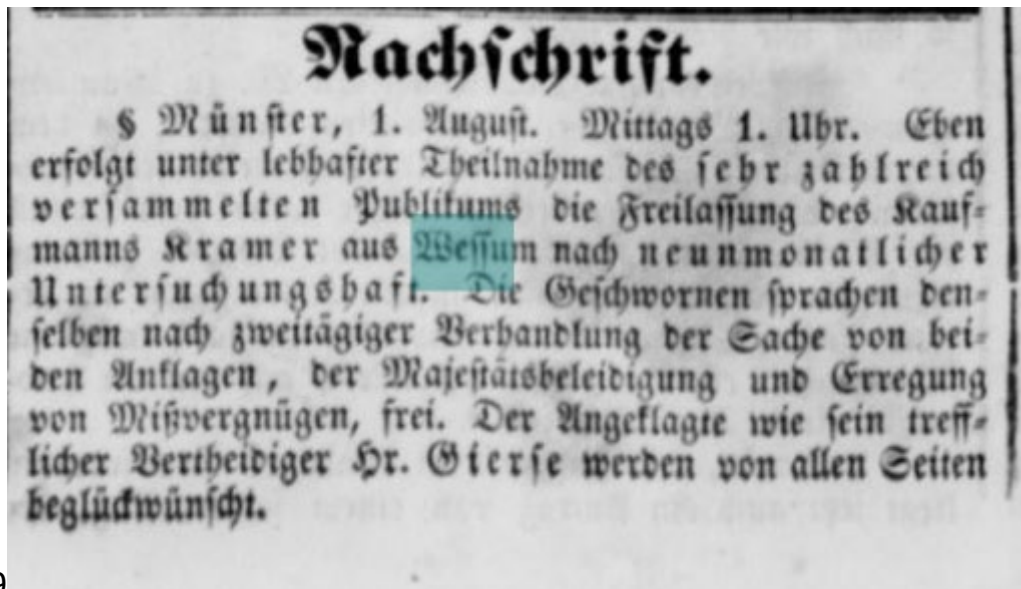 Nachschrift.
§ Münster, 1. August. Mittags 1. Uhr. Eben
erfolgt unter lebhafter Theilnahme des sehr zahlreich
versammelten Publikums die Freilassung des Kauf-
manns Kramer aus Wessum nach neunmonatlicher
Untersuchungshaft. Die Geschwornen sprachen den-
selben nach zweitägiger Verhandlung der Sache von bei-
den Anklagen, der Majestätsbeleidigung und Erregung
von Mißvergnügen, frei. Der Angeklagte wie sein treff-
licher Vertheidiger Hr. Gierse werden von allen Seiten
beglückwünscht.